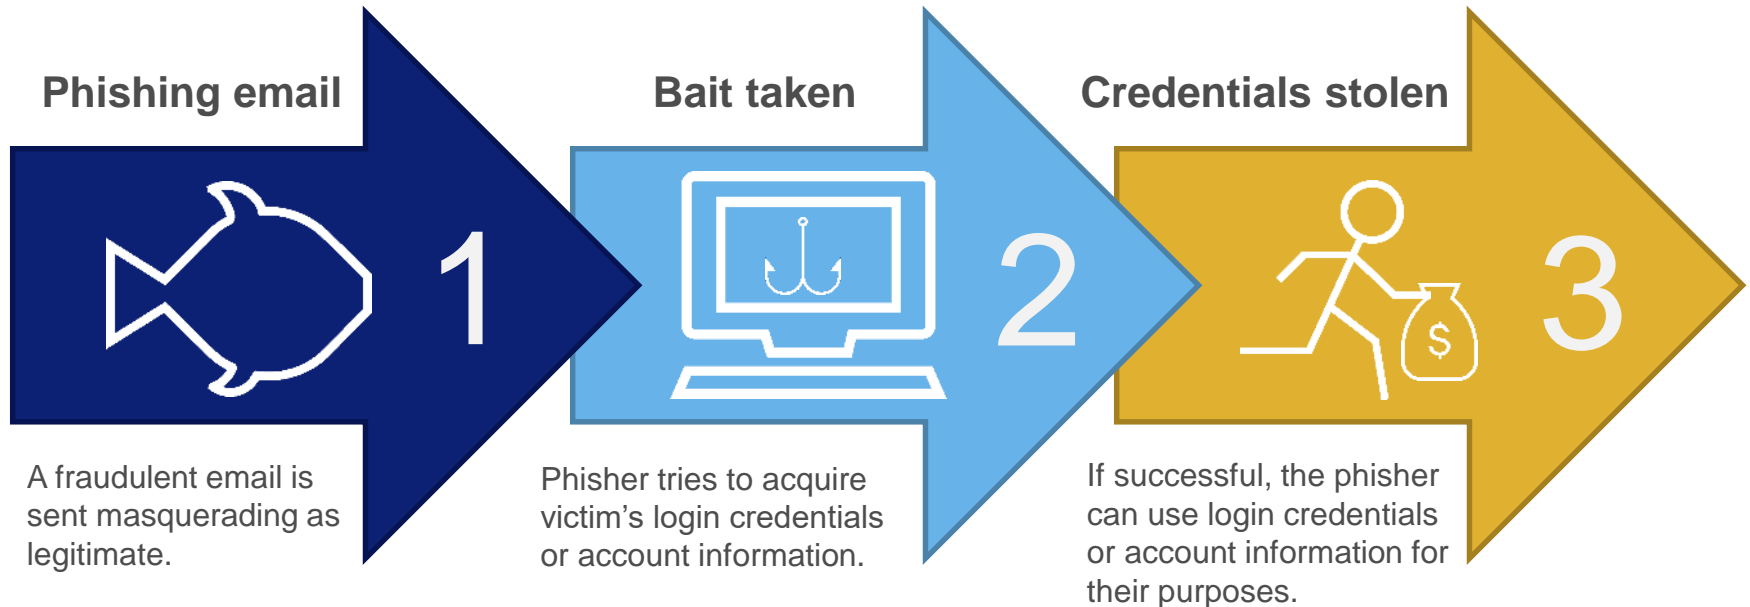 Phishing email
1
A fraudulent email is
sent masquerading as
legitimate.
Bait taken
2
Phisher tries to acquire
victim’s login credentials
or account information.
Credentials stolen
$
3
If successful, the phisher
can use login credentials
or account information for
their purposes.